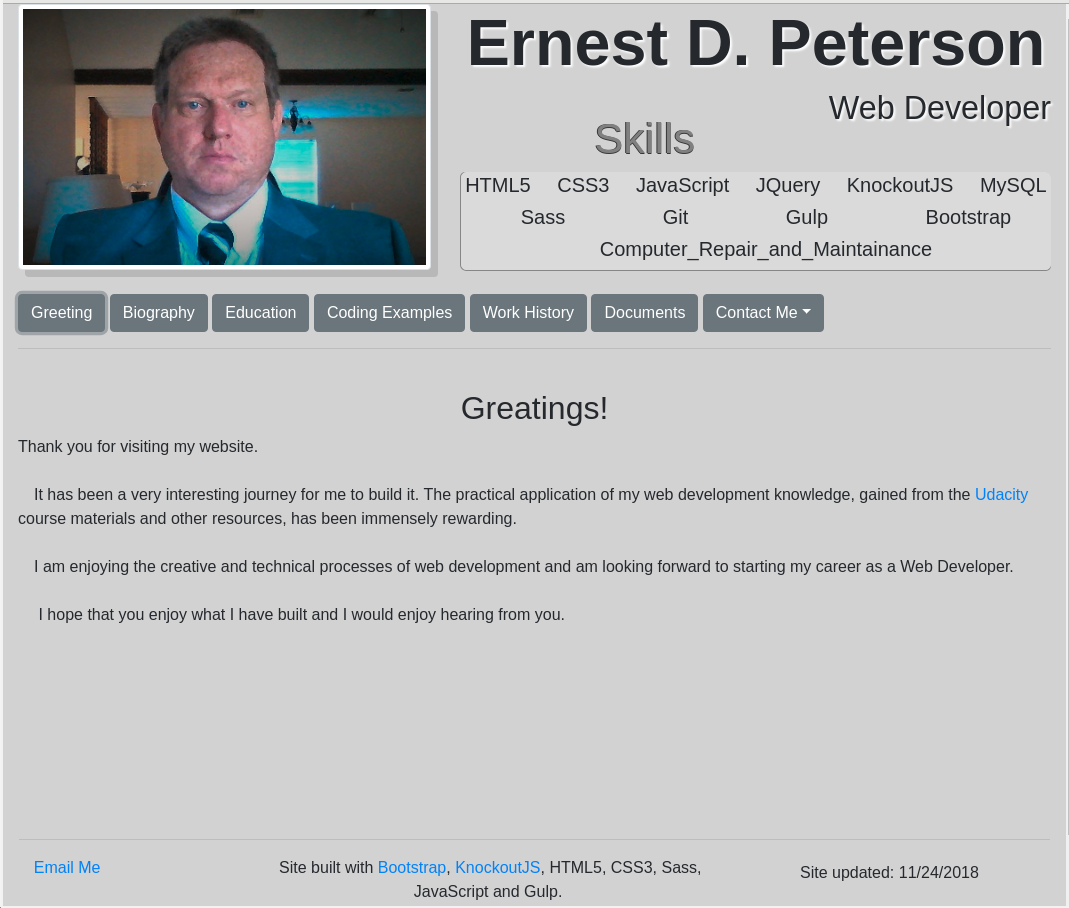 Ernest D. Peterson
Web Developer
Skills
HTML5 CSS3 JavaScript JQuery KnockoutJS MySQL
Sass Git Gulp Bootstrap
Computer_Repair_and_Maintainance
Greeting Biography Education Coding Examples Work History Documents Contact Me
Greatings!
Thank you for visiting my website.
It has been a very interesting journey for me to build it. The practical application of my web development knowledge, gained from the Udacity
course materials and other resources, has been immensely rewarding.
I am enjoying the creative and technical processes of web development and am looking forward to starting my career as a Web Developer.
I hope that you enjoy what I have built and I would enjoy hearing from you.
Email Me
Site built with Bootstrap, KnockoutJS, HTML5, CSS3, Sass,
JavaScript and Gulp.
Site updated: 11/24/2018